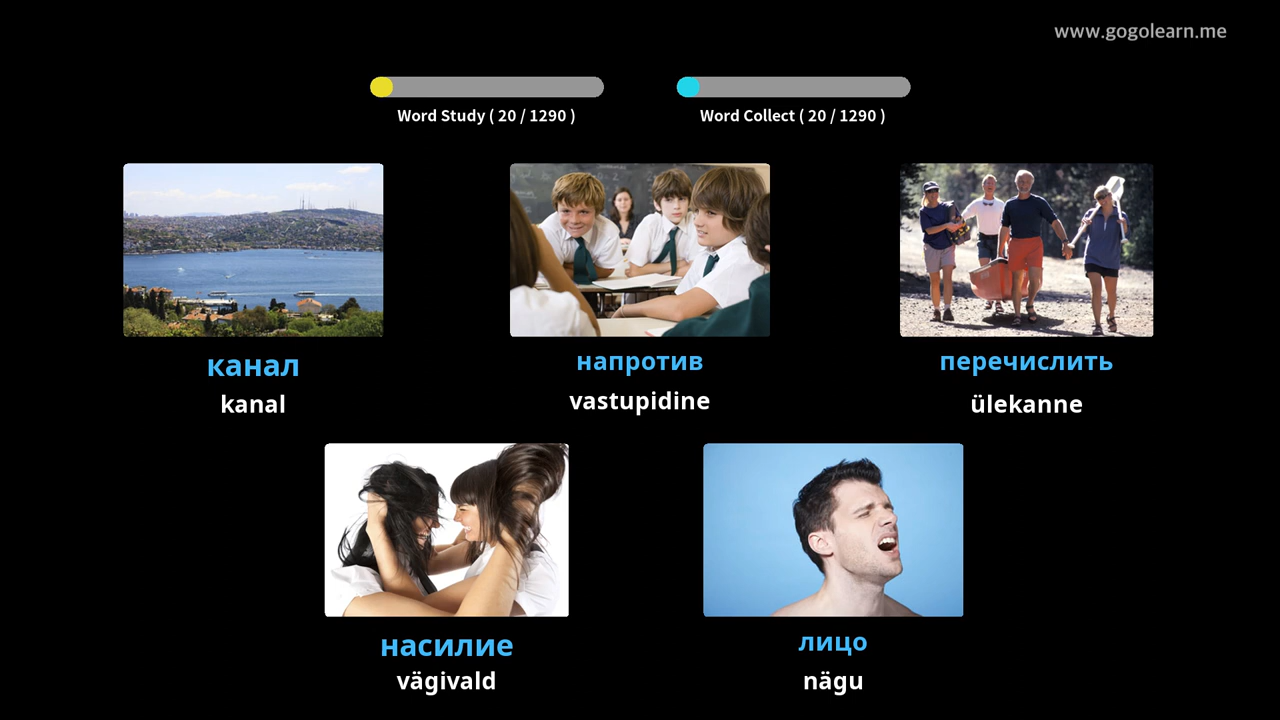 www.gogolearn.me
Word Study ( 20 / 1290 )
Word Collect ( 20 / 1290 )
канал
kanal
напротив
vastupidine
перечислить
ülekanne
насилие
vägivald
лицо
nägu